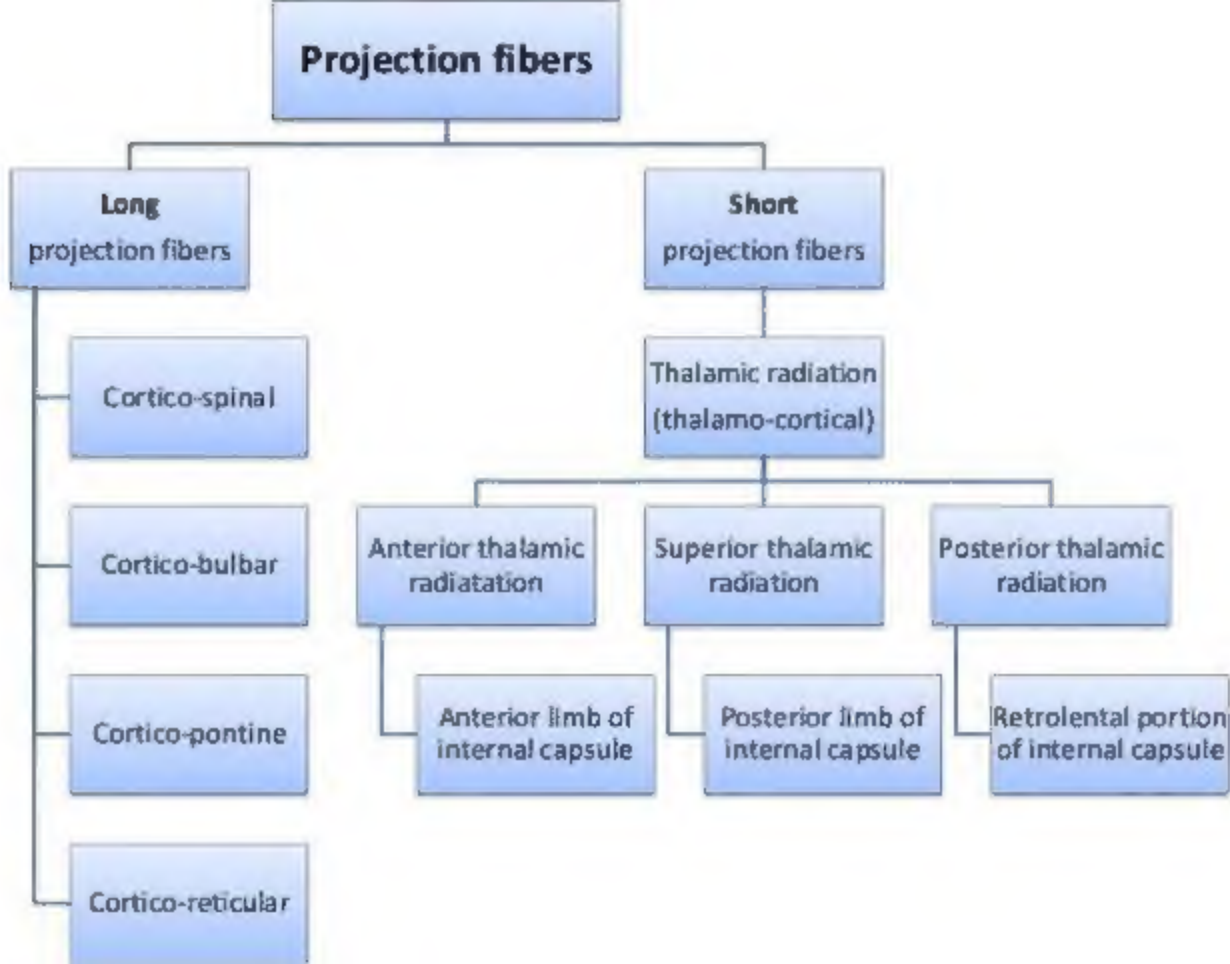 Projection fibers
Long
projection fibers
Short
projection fibers
Cortico-spinal
Thalamic radiation
(thalamo-cortical)
Cortico-bulbar
Anterior thalamic
radiatation
Superior thalamic
radiation
Posterior thalamic
radiation
Cortico-pontine
Anterior limb of
internal capsule
Posterior limb of
internal capsule
Retrolental portion
of internal capsule
Cortico-reticular